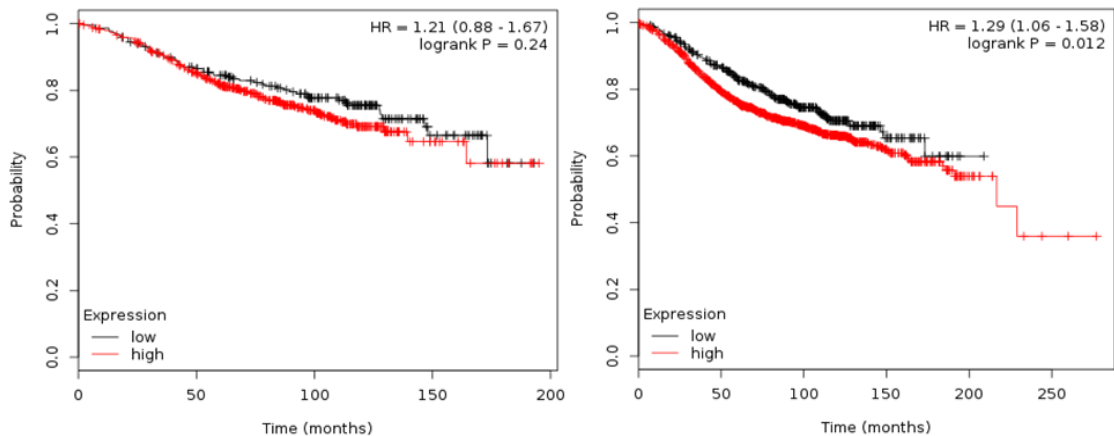 HR = 1.21 (0.88 - 1.67)
logrank P = 0.24
Probability
1.0
0.8
0.6
0.4
0.2
0.0
Expression
low
high
0 50 100 150 200
Time (months)
HR = 1.29 (1.06 - 1.58)
logrank P = 0.012
Probability
1.0
0.8
0.6
0.4
0.2
0.0
Expression
low
high
0 50 100 150 200 250
Time (months)